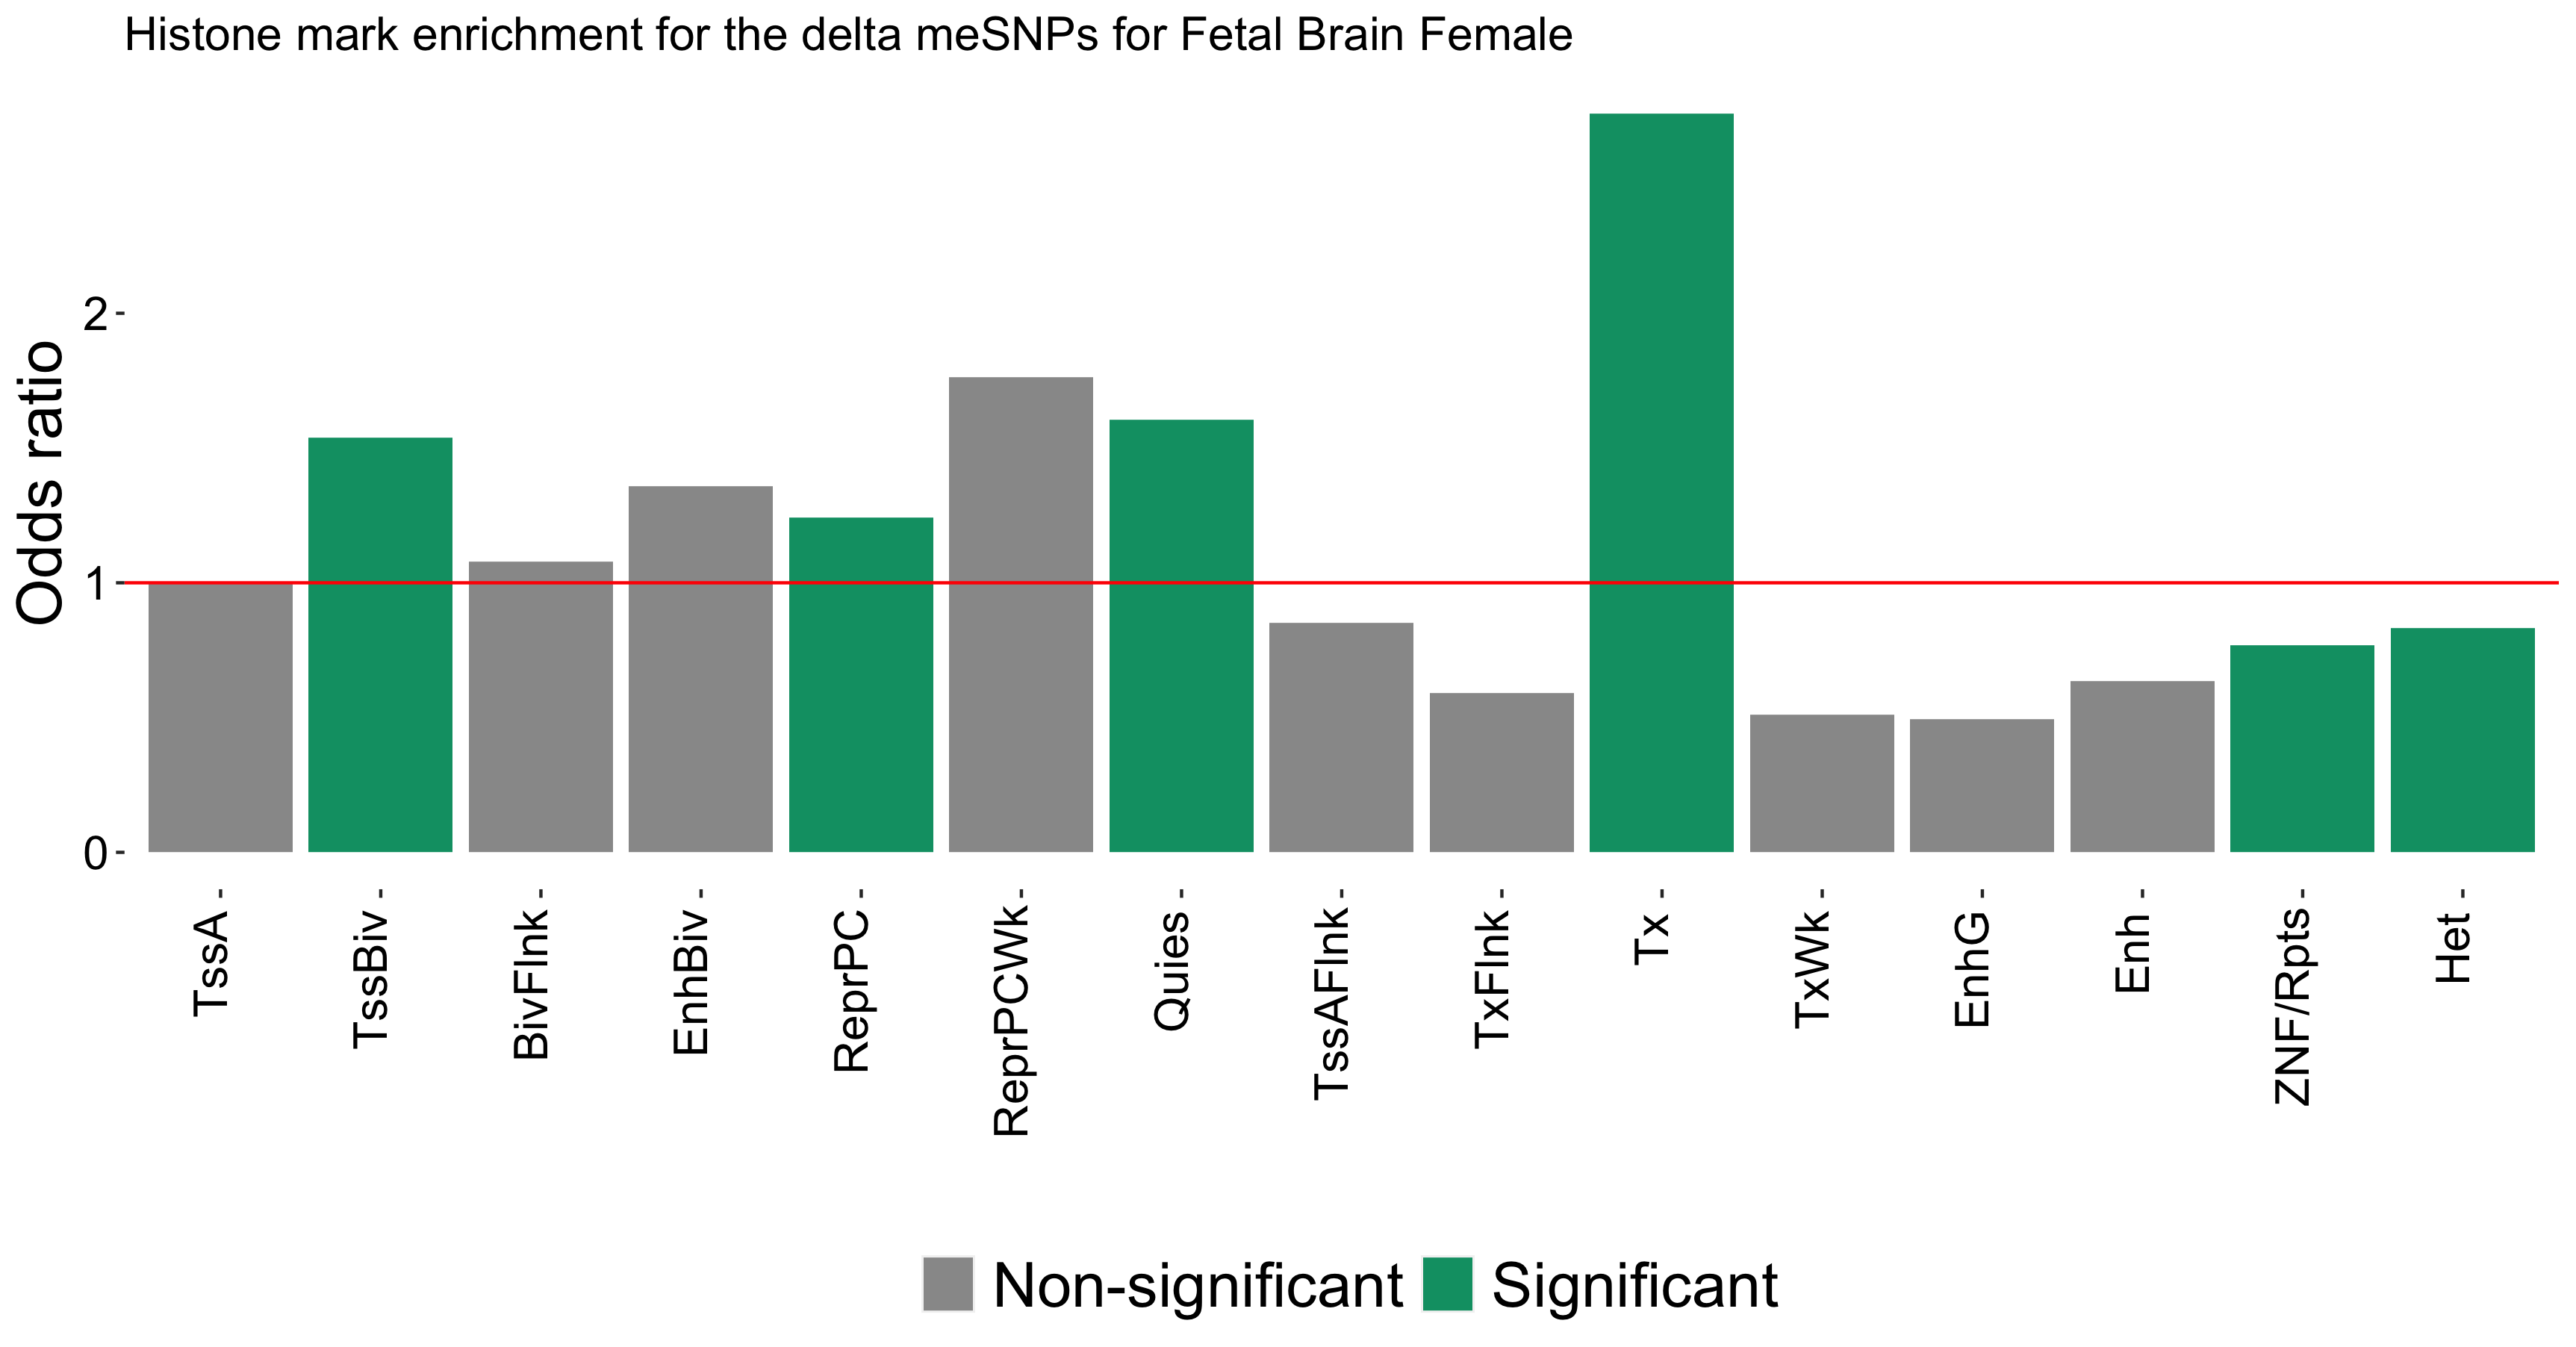 Histone mark enrichment for the delta meSNPs for Fetal Brain Female
Odds ratio
2
1
0
TssA
TssBiv
BivFlnk
EnhBiv
ReprPC
ReprPCWk
Quies
TssAFlnk
TxFlnk
Tx
TxWk
EnhG
Enh
ZNF/Rpts
Het
Non-significant
Significant